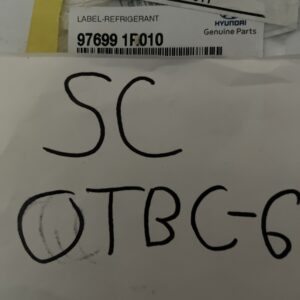 LABEL-REFRIGERANT
97699 1F010
HYUNDAI
Genuine Parts
SC
OTBC-6